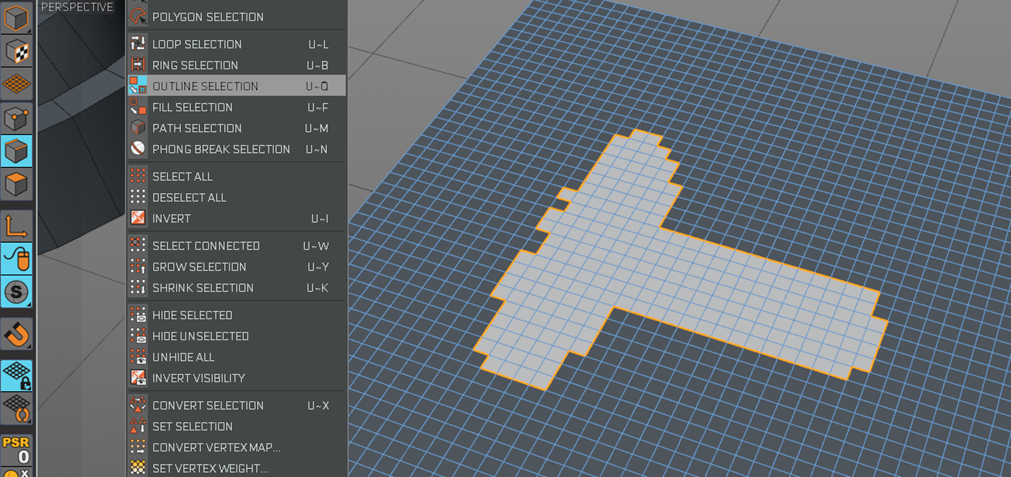 PERSPECTIVE
POLYGON SELECTION
LOOP SELECTION U~L
RING SELECTION U~B
OUTLINE SELECTION U~Q
FILL SELECTION U~F
PATH SELECTION U~M
PHONG BREAK SELECTION U~N
SELECT ALL
DESELECT ALL
INVERT U~I
SELECT CONNECTED U~W
GROW SELECTION U~Y
SHRINK SELECTION U~K
HIDE SELECTED
HIDE UNSELECTED
UNHIDE ALL
INVERT VISIBILITY
CONVERT SELECTION U~X
SET SELECTION
CONVERT VERTEX MAP...
SET VERTEX WEIGHT...
S
PSR
0
X